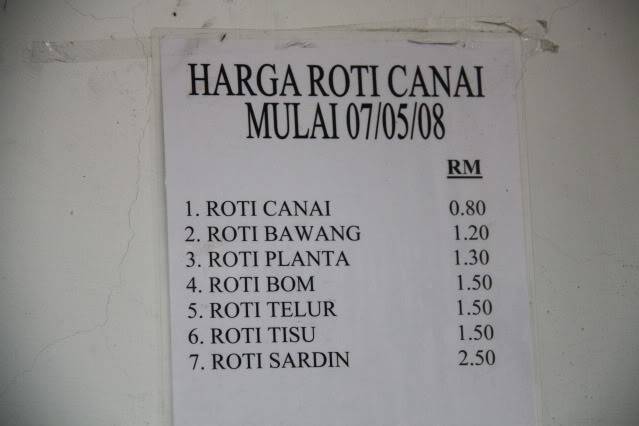 HARGA ROTI CANAI
MULAI 07/05/08
RM
1. ROTI CANAI 0.80
2. ROTI BAWANG 1.20
3. ROTI PLANTA 1.30
4. ROTI BOM 1.50
5. ROTI TELUR 1.50
6. ROTI TISU 1.50
7. ROTI SARDIN 2.50